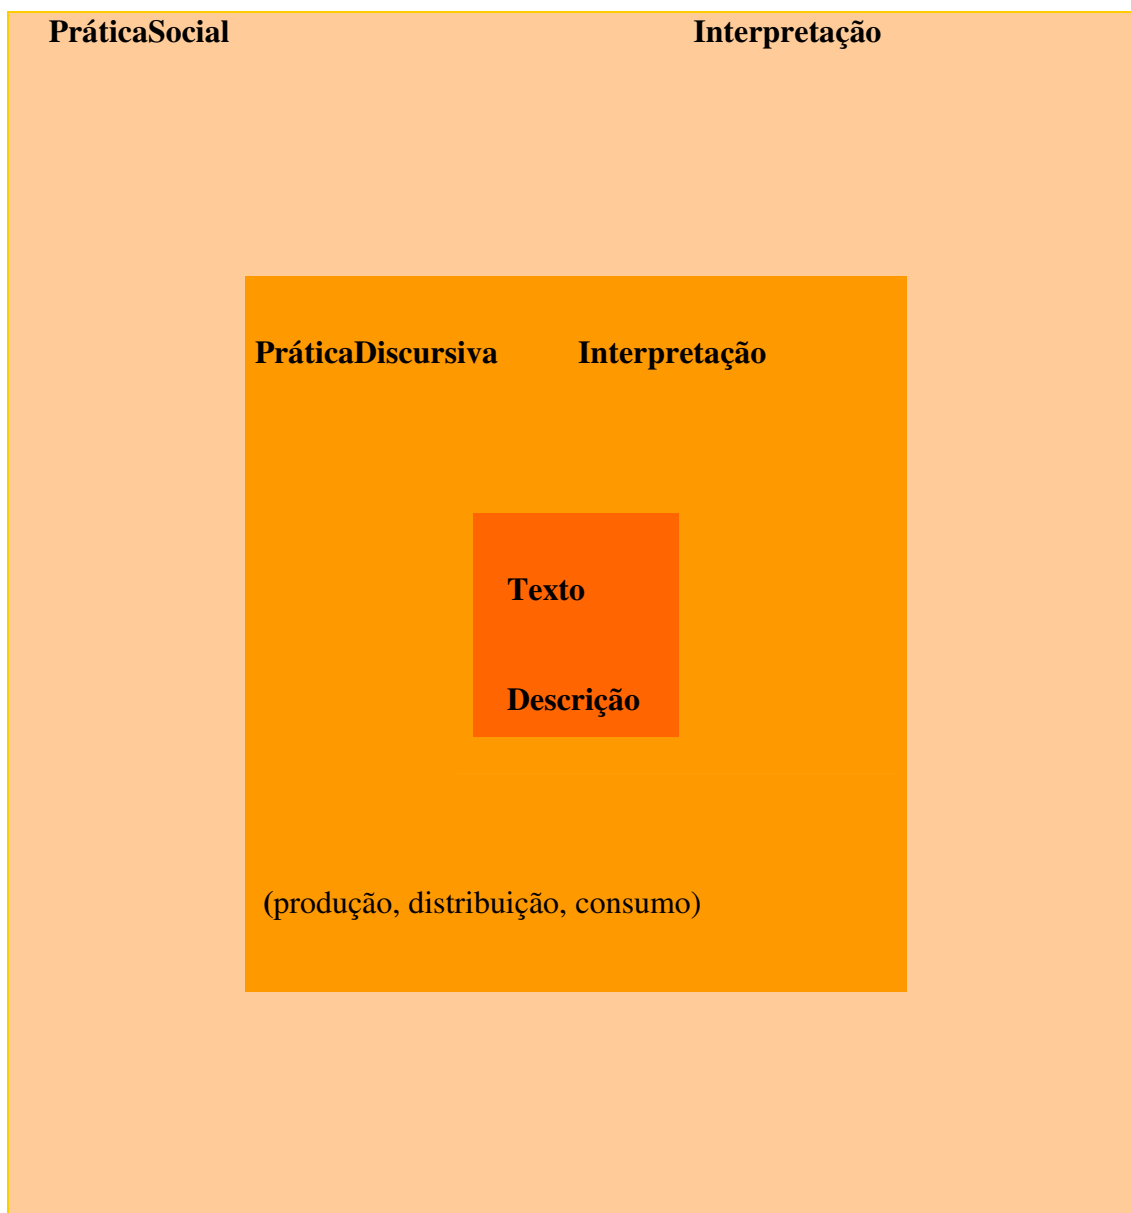 PráticaSocial Interpretação
PráticaDiscursiva Interpretação
Texto
Descrição
(produção, distribuição, consumo)